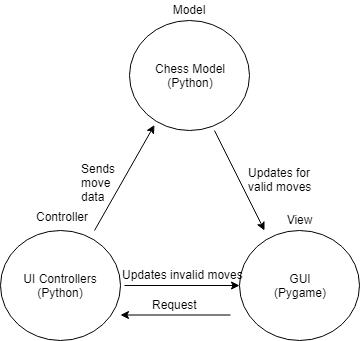 Model
Chess Model
(Python)
Sends
move
data
Updates for
valid moves
Controller
View
UI Controllers
(Python)
Updates invalid moves
GUI
(Pygame)
Request